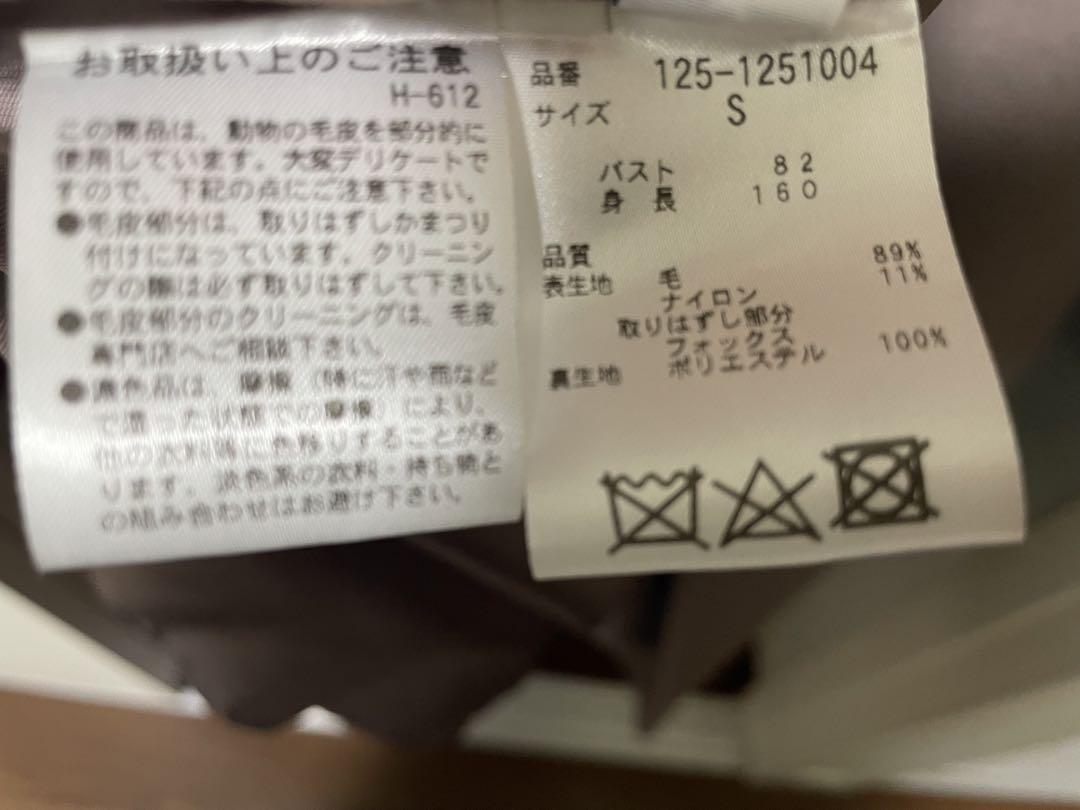 お取扱い上のご注意
H-612
この商品は、動物の毛皮を部分的に
使用しています。大変デリケートで
すので、下記の点にご注意下さい。
●毛皮部分は、取りはずしかまつり
付けになっています。クリーニン
グの際は必ず取りはずして下さい。
●毛皮部分のクリーニングは、毛皮
専門店へご相談下さい。
●濃色品は、摩擦(特に汗や雨など
で湿った状態での摩擦)により、
他の衣料等に色移りすることがあ
ります。淡色系の衣料・持ち物と
の組み合わせはお避け下さい。
品番 125-1251004
サイズ S
バスト 82
身長 160
品質
表生地 毛 89%
ナイロン 11%
取りはずし部分
フォックス
裏生地 ポリエステル 100%